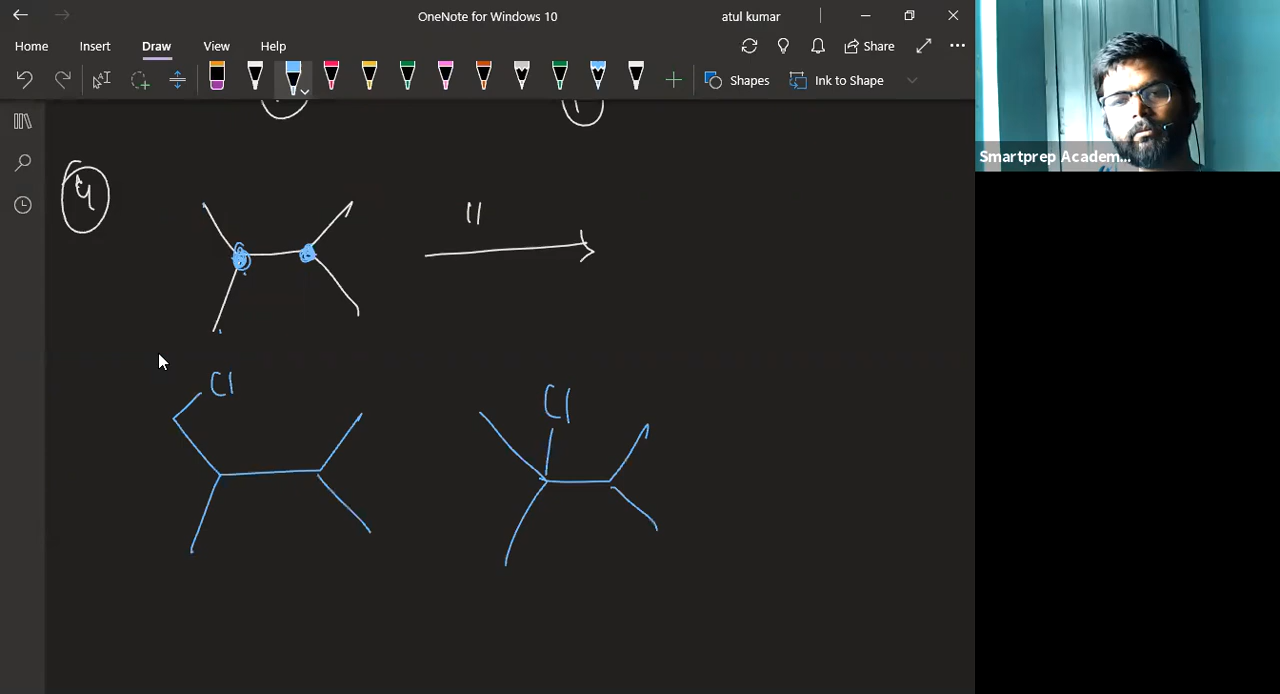 OneNote for Windows 10
atul kumar
Home Insert Draw View Help
Share
Shapes
Ink to Shape
Smartprep Academ...
4
"
Cl
Cl